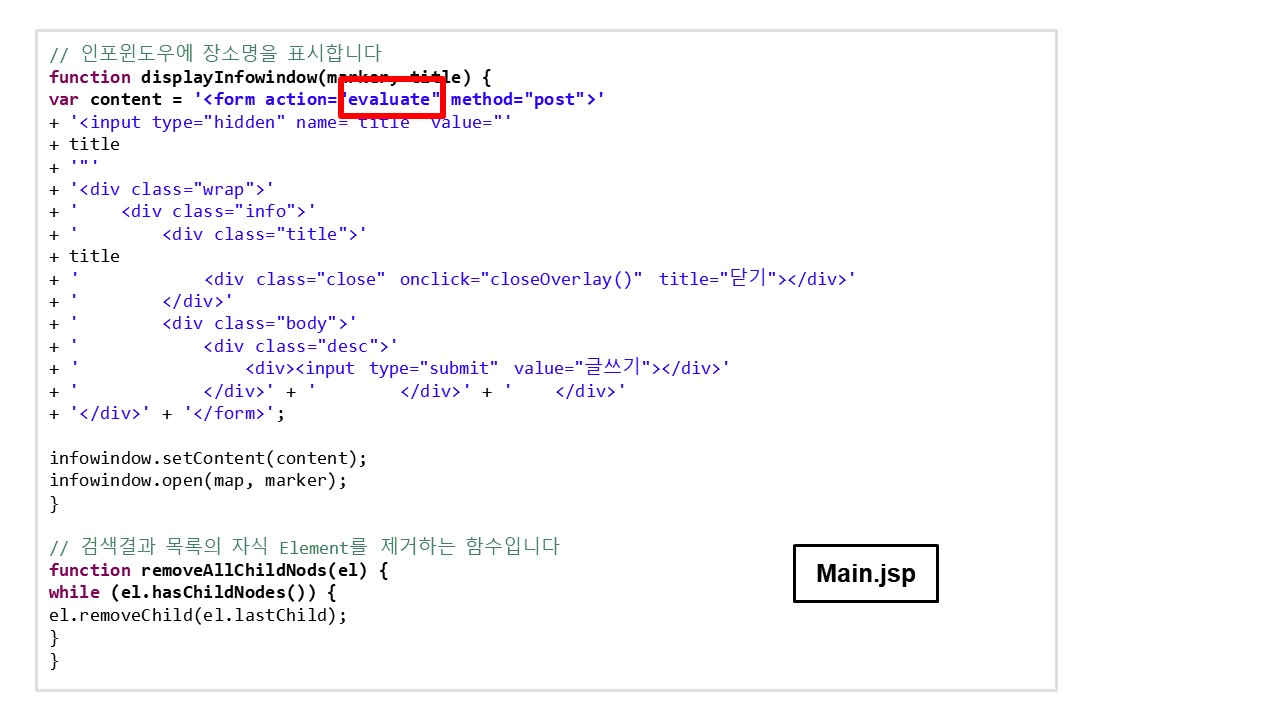 // 인포윈도우에 장소명을 표시합니다
function displayInfowindow(marker, title) {
var content = '<form action="evaluate" method="post">'
+ '<input type="hidden" name="title" value="'
+ title
+ '"'
+ '<div class="wrap">'
+ '    <div class="info">'
+ '        <div class="title">'
+ title
+ '            <div class="close" onclick="closeOverlay()" title="닫기"></div>'
+ '        </div>'
+ '        <div class="body">'
+ '            <div class="desc">'
+ '                <div><input type="submit" value="글쓰기"></div>'
+ '            </div>' + '        </div>' + '    </div>'
+ '</div>' + '</form>';
infowindow.setContent(content);
infowindow.open(map, marker);
}
// 검색결과 목록의 자식 Element를 제거하는 함수입니다
function removeAllChildNods(el) {
while (el.hasChildNodes()) {
el.removeChild(el.lastChild);
}
}
Main.jsp